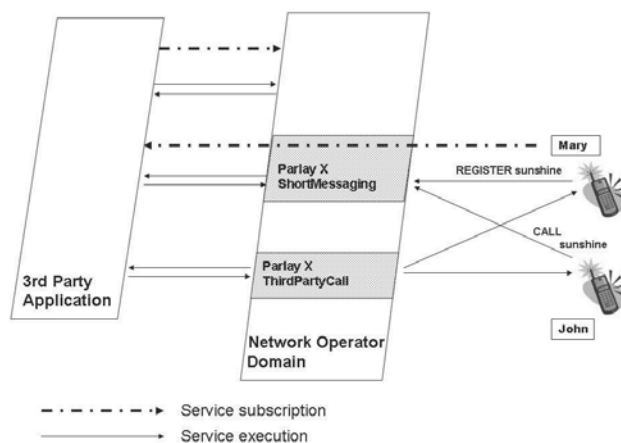 Mary
REGISTER sunshine
Parlay X
ShortMessaging
CALL
sunshine
3rd Party
Application
Parlay X
ThirdPartyCall
John
Network Operator
Domain
Service subscription
Service execution